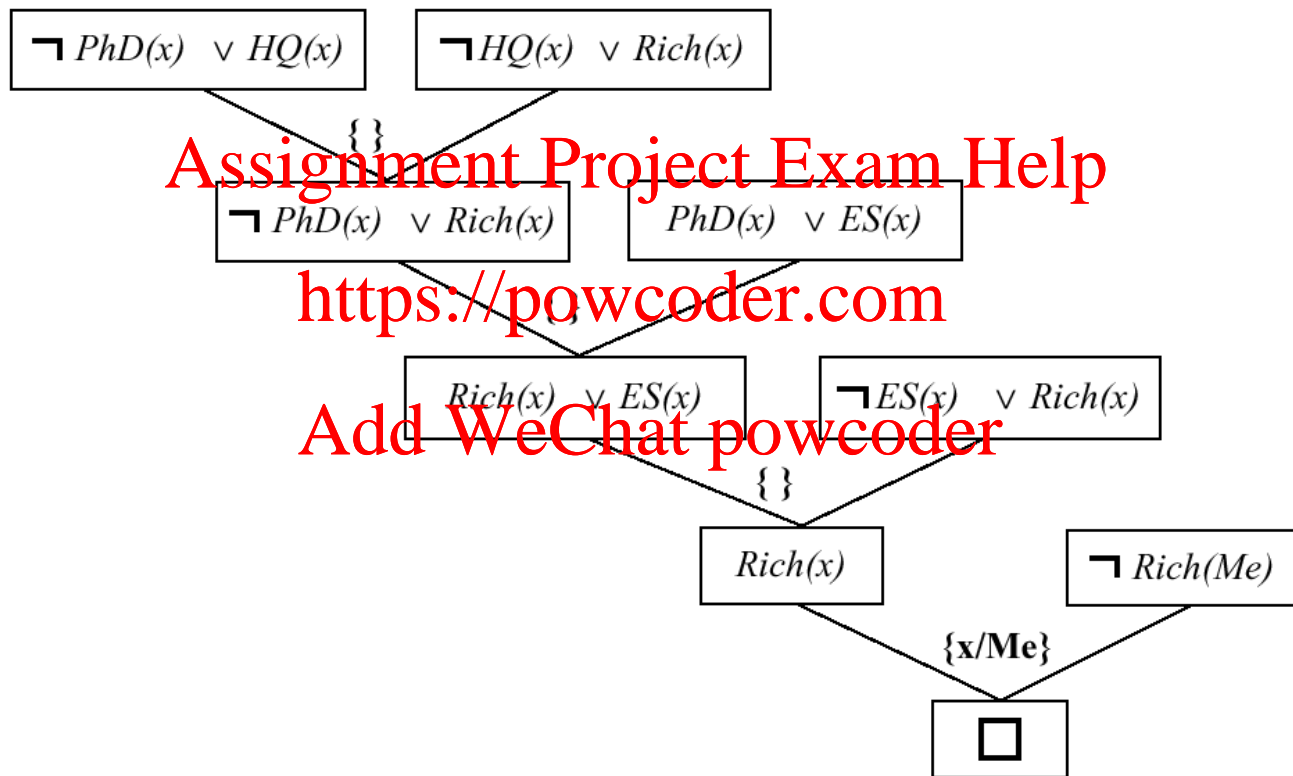 ¬ PhD(x) ∨ HQ(x)
¬ HQ(x) ∨ Rich(x)
{ }
Assignment Project Exam Help
¬ PhD(x) ∨ Rich(x)
PhD(x) ∨ ES(x)
https://powcoder.com
{ }
Rich(x) ∨ ES(x)
¬ ES(x) ∨ Rich(x)
Add WeChat powcoder
{ }
Rich(x)
¬ Rich(Me)
{x/Me}
□